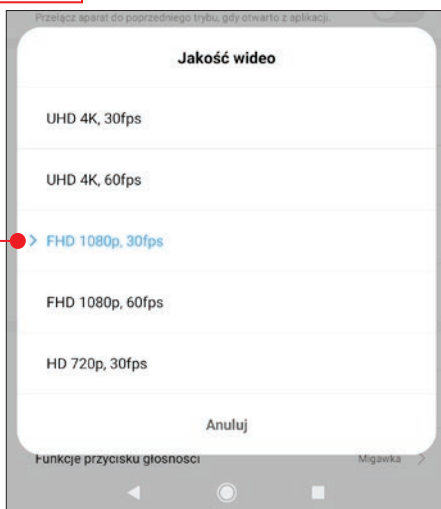 Przełącz aparat do poprzedniego trybu, gdy otwarto z aplikacji.
Jakość wideo
UHD 4K, 30fps
UHD 4K, 60fps
FHD 1080p, 30fps
FHD 1080p, 60fps
HD 720p, 30fps
Anuluj
Funkcje przycisku głośności
Migawka